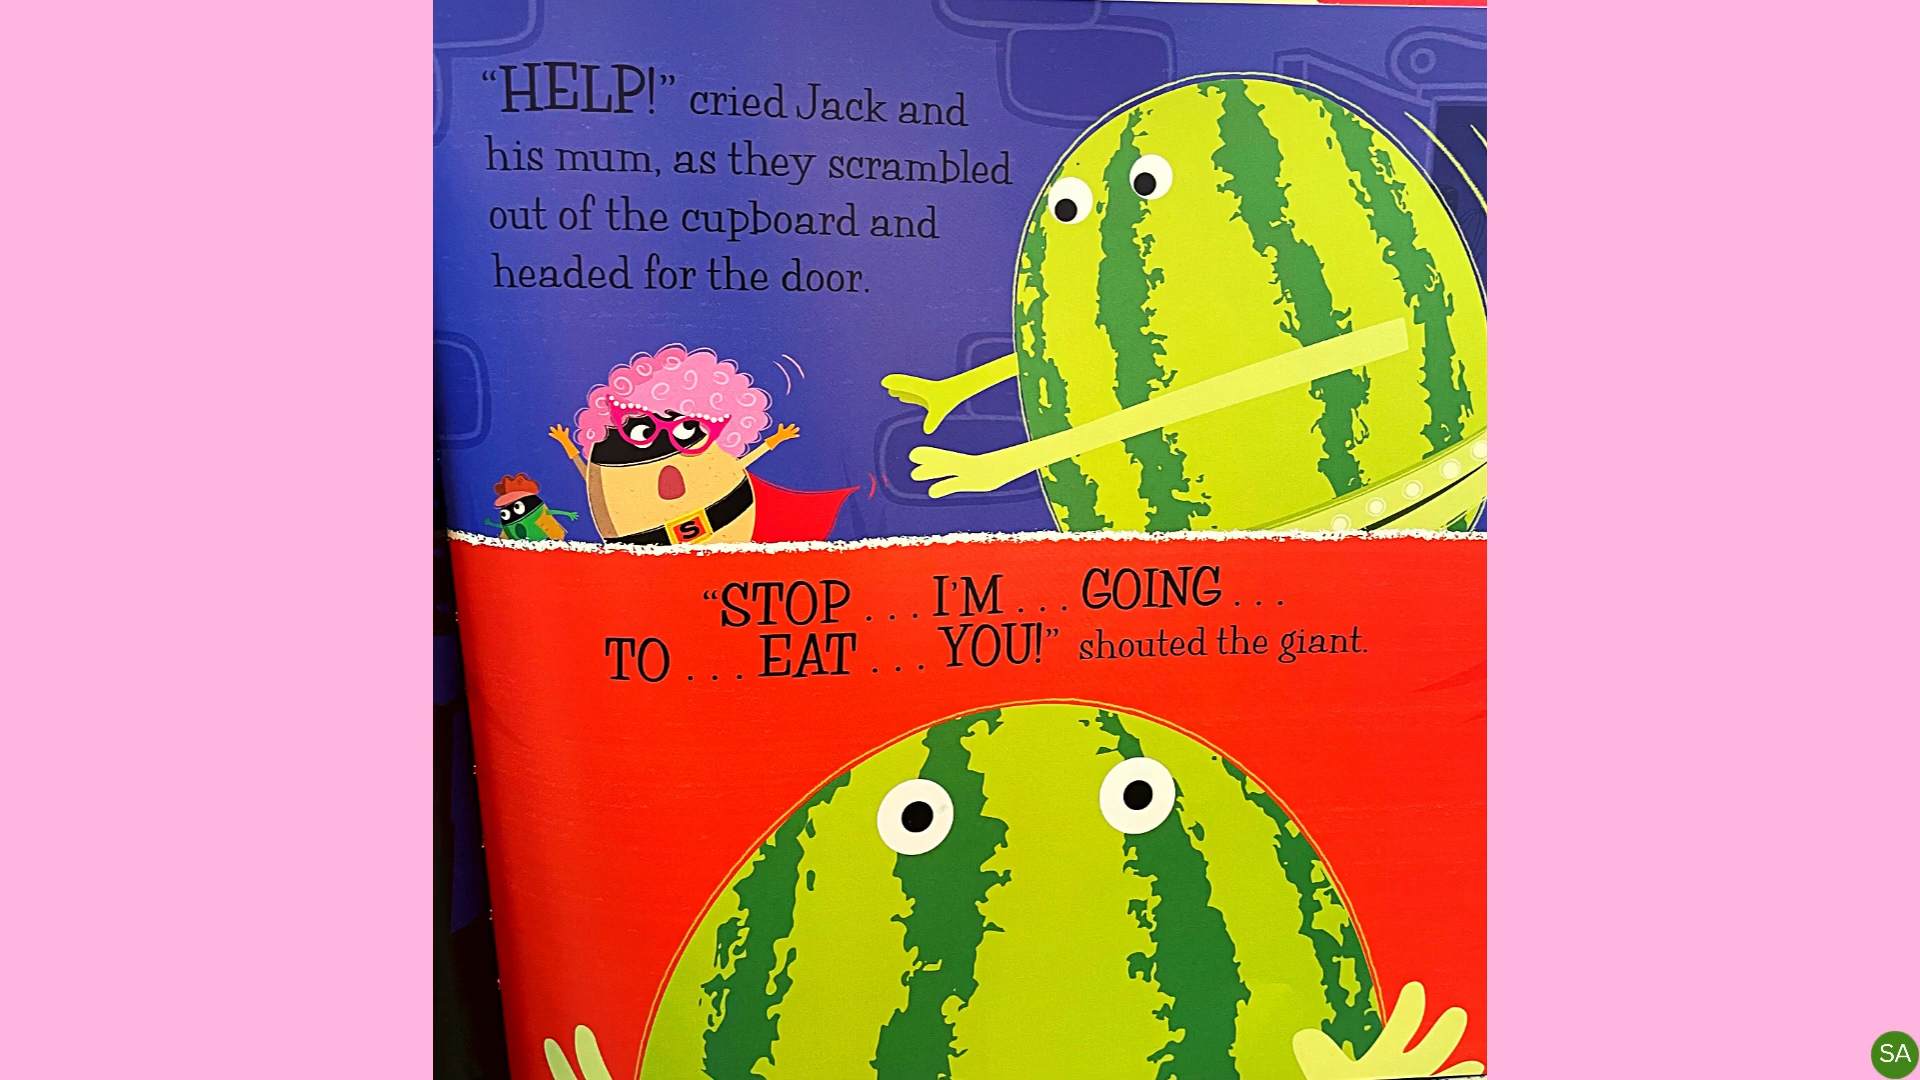 “HELP!” cried Jack and
his mum, as they scrambled
out of the cupboard and
headed for the door.
S
“STOP . . . I’M . . . GOING . . .
TO . . . EAT . . . YOU!” shouted the giant.
SA